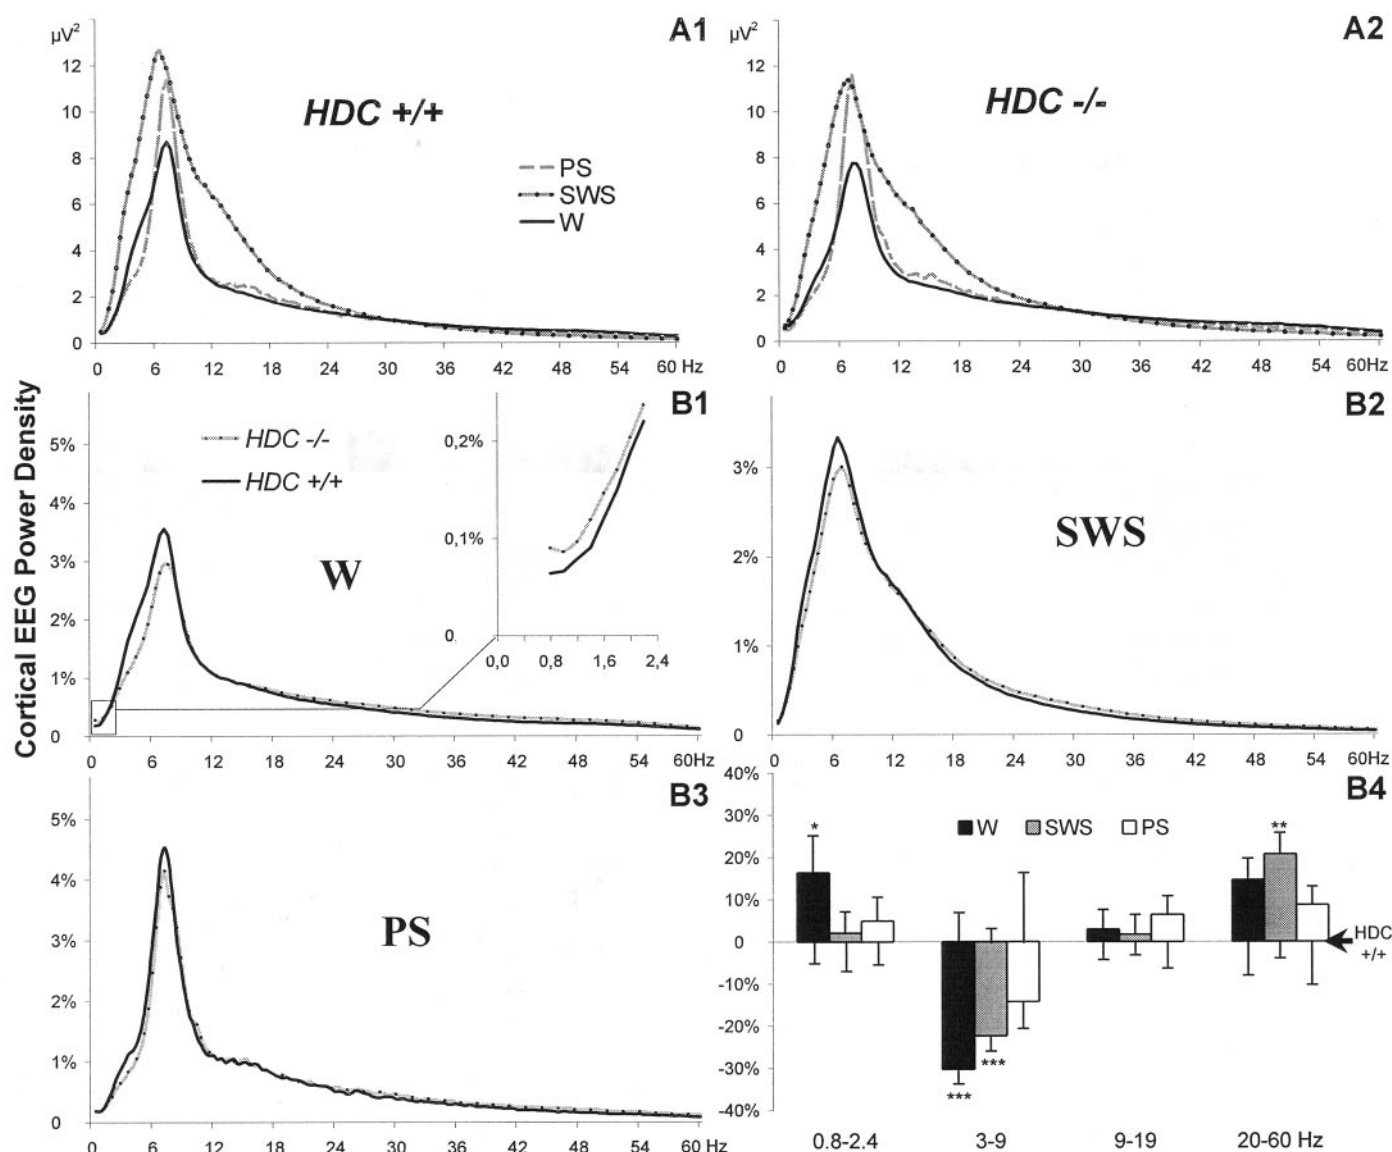 Cortical EEG Power Density
µV²
A1
12
10
8
6
4
2
0
HDC +/+
PS
SWS
W
0 6 12 18 24 30 36 42 48 54 60 Hz
µV²
A2
12
10
8
6
4
2
0
HDC -/-
0 6 12 18 24 30 36 42 48 54 60Hz
B1
5%
4%
3%
2%
1%
0
HDC -/-
HDC +/+
W
0,2%
0,1%
0.
0,0 0,8 1,6 2,4
0 6 12 18 24 30 36 42 48 54 60Hz
B2
3%
2%
1%
0
SWS
0 6 12 18 24 30 36 42 48 54 60Hz
B3
5%
4%
3%
2%
1%
0
PS
0 6 12 18 24 30 36 42 48 54 60 Hz
B4
40%
30%
20%
10%
0
-10%
-20%
-30%
-40%
W SWS PS
*
**
***
***
HDC
+/+
0.8-2.4 3-9 9-19 20-60 Hz